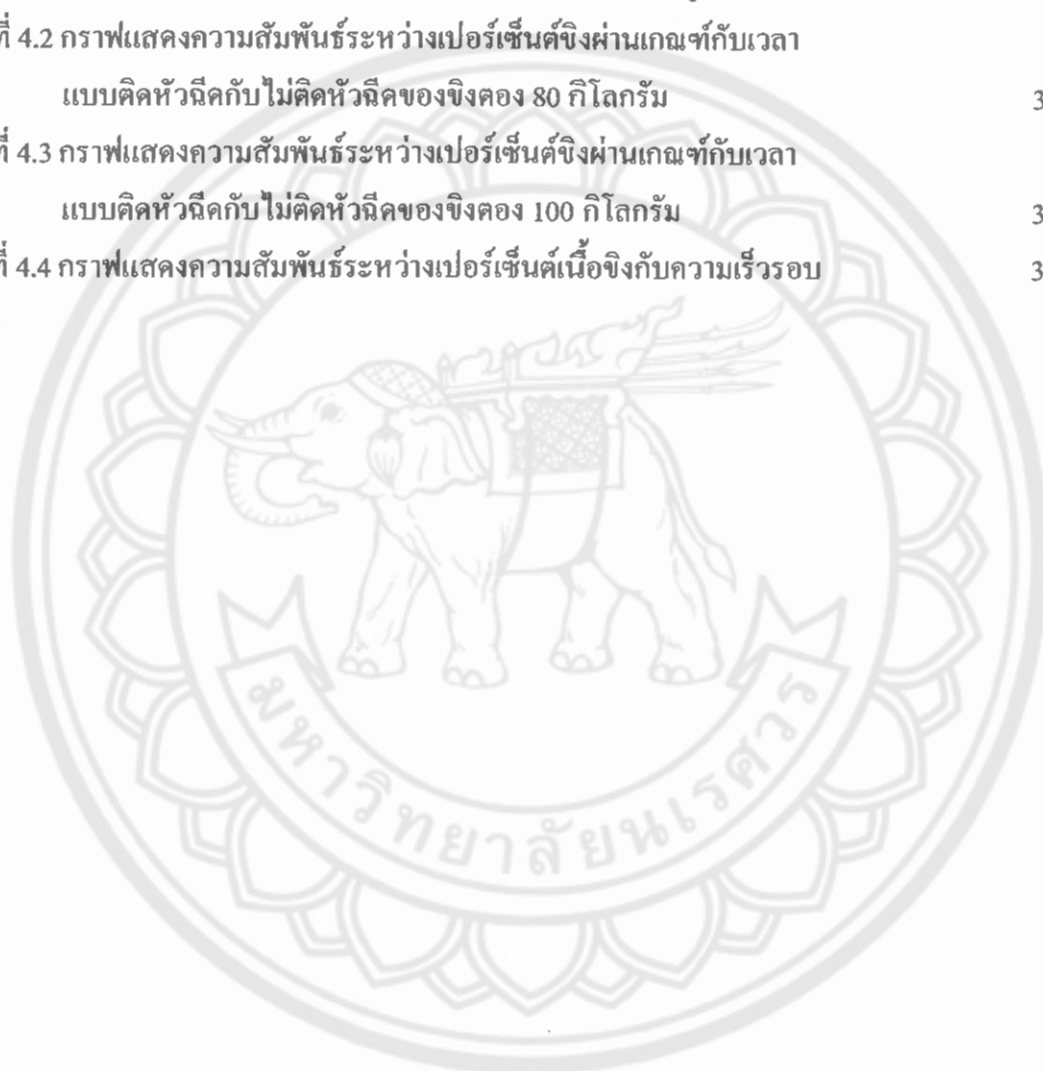 ที่ 4.2 กราฟแสดงความสัมพันธ์ระหว่างเปอร์เซ็นต์ขิงผ่านเกณฑ์กับเวลา
แบบติดหัวฉีดกับไม่ติดหัวฉีดของขิงดอง 80 กิโลกรัม 3
ที่ 4.3 กราฟแสดงความสัมพันธ์ระหว่างเปอร์เซ็นต์ขิงผ่านเกณฑ์กับเวลา
แบบติดหัวฉีดกับไม่ติดหัวฉีดของขิงดอง 100 กิโลกรัม 3
ที่ 4.4 กราฟแสดงความสัมพันธ์ระหว่างเปอร์เซ็นต์เนื้อขิงกับความเร็วรอบ 3
มหาวิทยาลัยนเรศวร